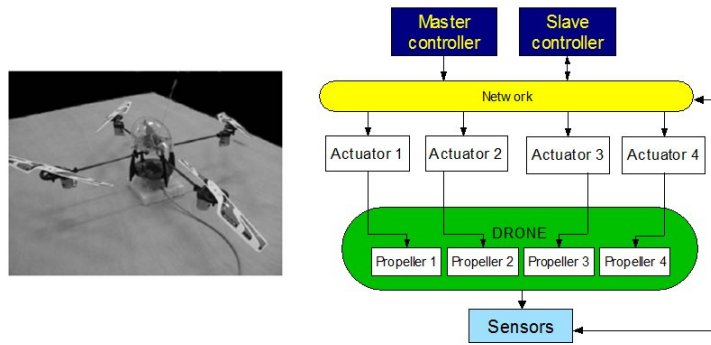 Master
controller
Slave
controller
Network
Actuator 1
Actuator 2
Actuator 3
Actuator 4
DRONE
Propeller 1
Propeller 2
Propeller 3
Propeller 4
Sensors